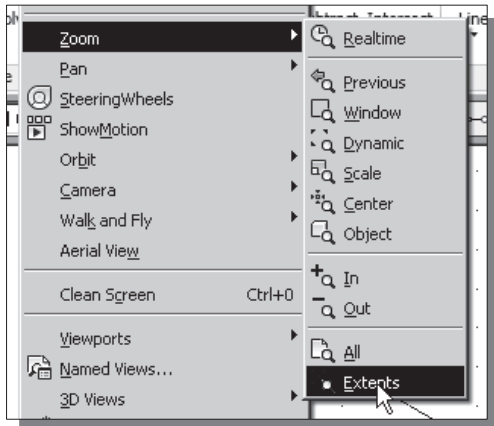 Zoom
Pan
SteeringWheels
ShowMotion
Orbit
Camera
Walk and Fly
Aerial View
Clean Screen Ctrl+0
Viewports
Named Views...
3D Views
Realtime
Previous
Window
Dynamic
Scale
Center
Object
In
Out
All
Extents